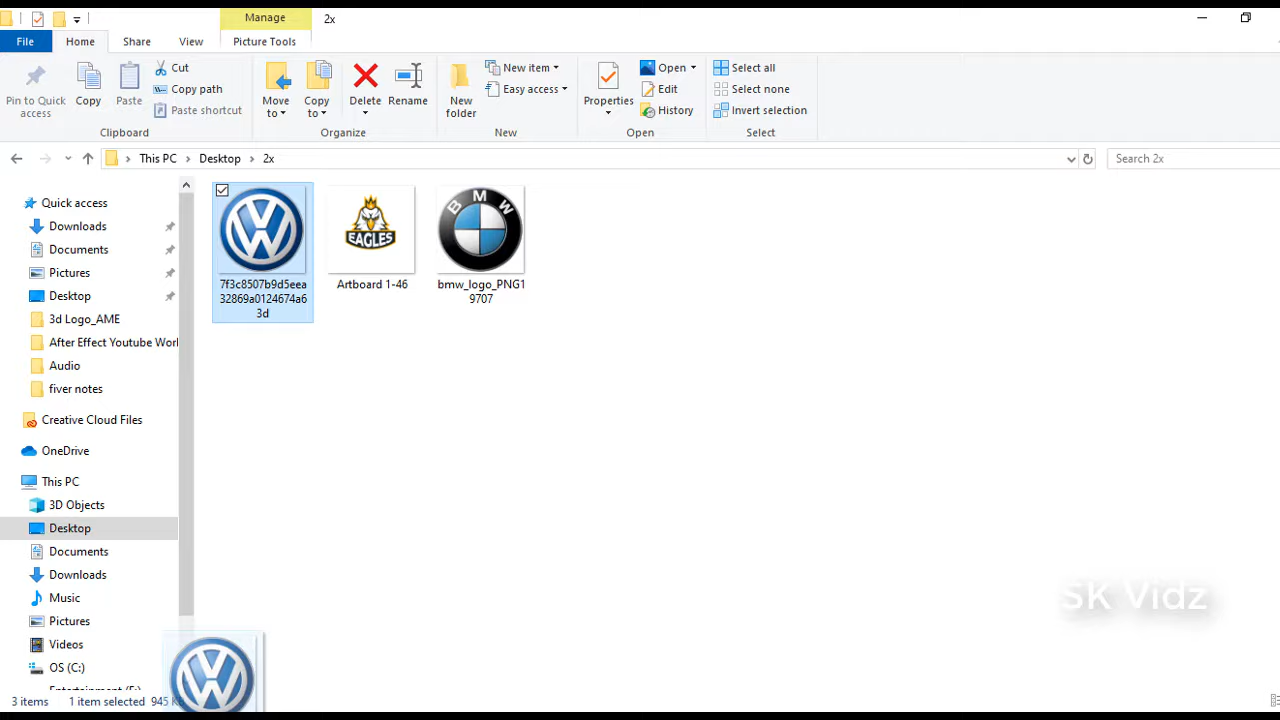 Manage
2x
File
Home
Share
View
Picture Tools
Pin to Quick
access
Copy
Paste
Cut
Copy path
Paste shortcut
Move
to
Copy
to
Delete
Rename
New
folder
New item
Easy access
Properties
Open
Edit
History
Select all
Select none
Invert selection
Clipboard
Organize
New
Open
Select
This PC
Desktop
2x
Search 2x
Quick access
Downloads
Documents
Pictures
Desktop
3d Logo_AME
After Effect Youtube Worl
Audio
fiver notes
Creative Cloud Files
OneDrive
This PC
3D Objects
Desktop
Documents
Downloads
Music
Pictures
Videos
OS (C:)
EAGLES
BMW
7f3c8507b9d5eea
32869a0124674a6
3d
Artboard 1-46
bmw_logo_PNG1
9707
Sk Vidz
3 items
1 item selected
945